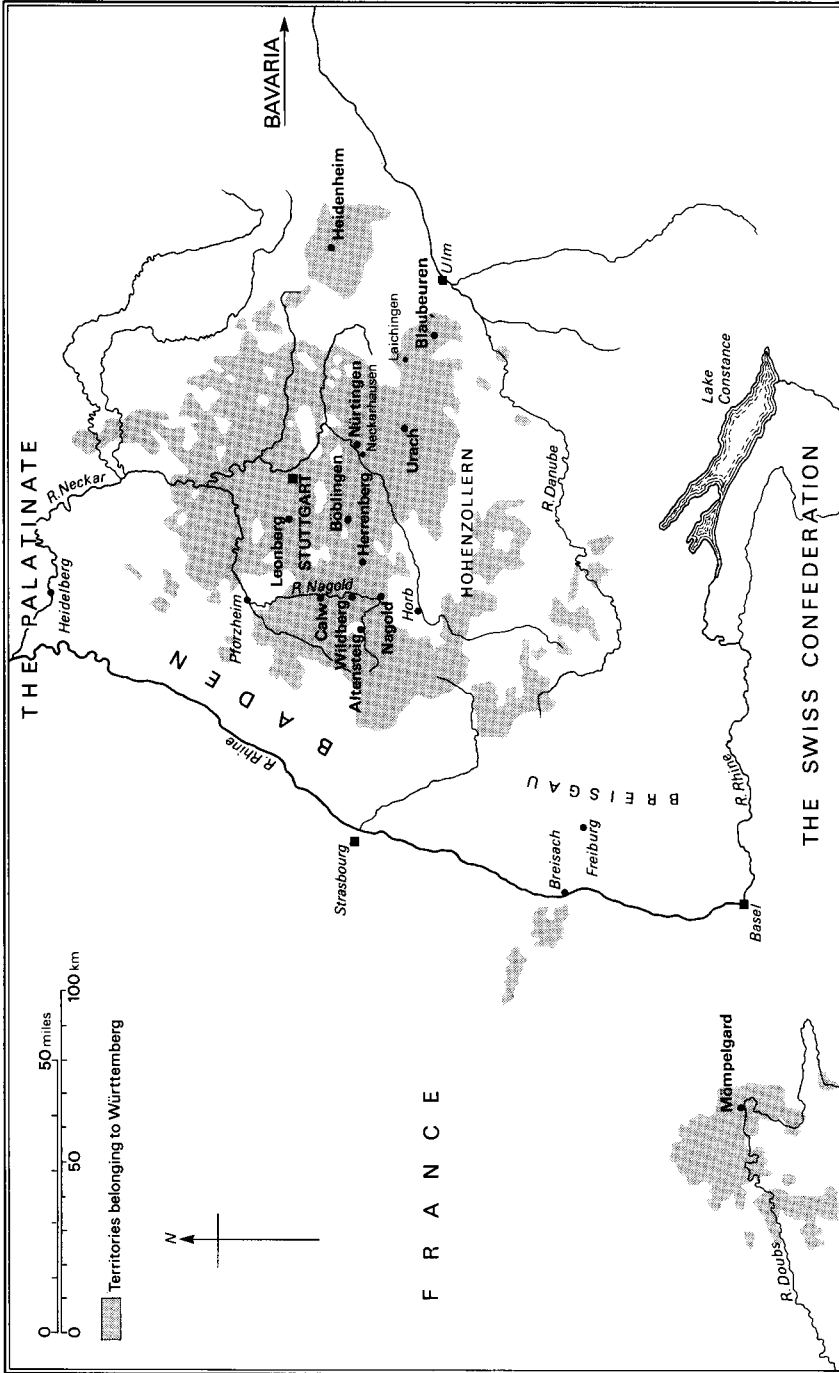 0 50 miles
0 50 100 km
Territories belonging to Württemberg
N
THE PALATINATE
Heidelberg
R. Neckar
BAVARIA
BADEN
R. Rhine
Pforzheim
Leonberg
STUTTGART
Heidenheim
R. Nagold
Calw
Böblingen
Nürtingen
Neckarhausen
Wildberg
Herrenberg
Altensteig
Nagold
Laichingen
Urach
Blaubeuren
Ulm
Strasbourg
Horb
HOHENZOLLERN
R. Danube
FRANCE
Breisach
Freiburg
BREISGAU
Lake
Constance
Mömpelgard
R. Doubs
Basel
R. Rhine
THE SWISS CONFEDERATION